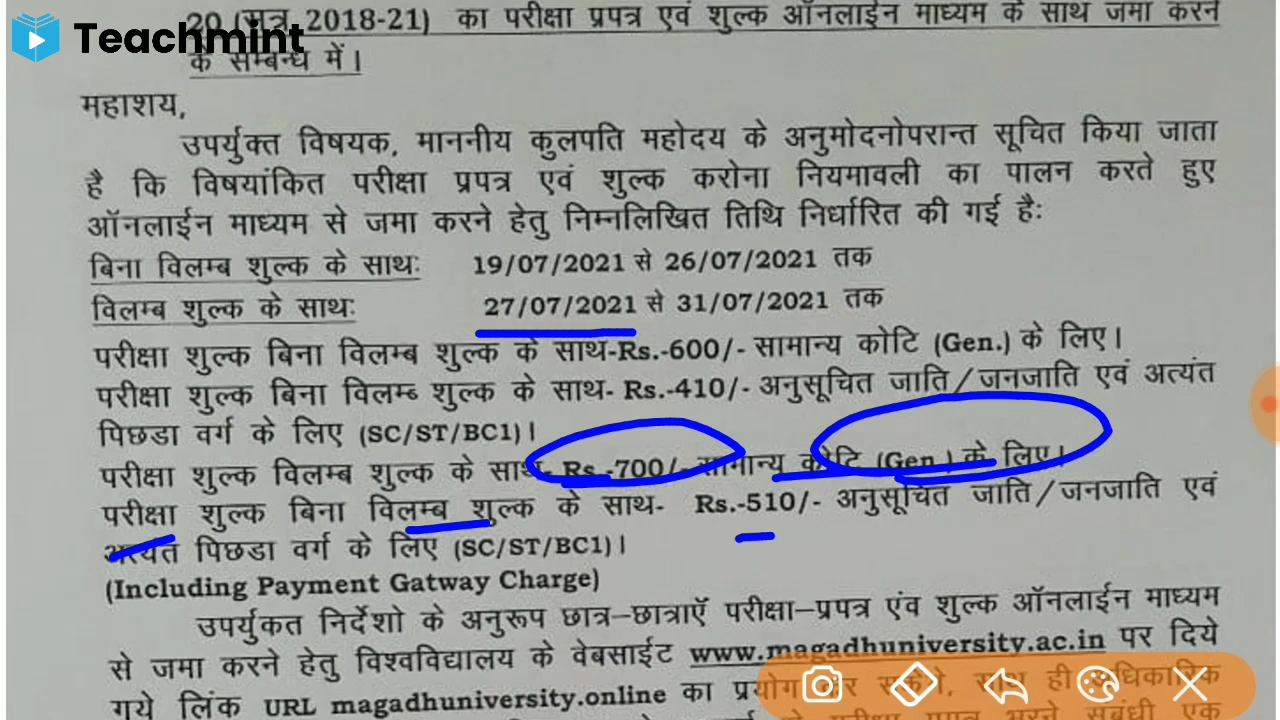 Teachmint
20 (सत्र 2018-21) का परीक्षा प्रपत्र एवं शुल्क ऑनलाईन माध्यम के साथ जमा करने
के सम्बन्ध में।
महाशय,
उपर्युक्त विषयक, माननीय कुलपति महोदय के अनुमोदनोपरान्त सूचित किया जाता
है कि विषयांकित परीक्षा प्रपत्र एवं शुल्क करोना नियमावली का पालन करते हुए
ऑनलाईन माध्यम से जमा करने हेतु निम्नलिखित तिथि निर्धारित की गई हैः
बिना विलम्ब शुल्क के साथः 19/07/2021 से 26/07/2021 तक
विलम्ब शुल्क के साथः 27/07/2021 से 31/07/2021 तक
परीक्षा शुल्क बिना विलम्ब शुल्क के साथ-Rs.-600/- सामान्य कोटि (Gen.) के लिए।
परीक्षा शुल्क बिना विलम्ब शुल्क के साथ- Rs.-410/- अनुसूचित जाति/जनजाति एवं अत्यंत
पिछडा वर्ग के लिए (SC/ST/BC1)।
परीक्षा शुल्क विलम्ब शुल्क के साथ- Rs.-700/- सामान्य कोटि (Gen.) के लिए।
परीक्षा शुल्क बिना विलम्ब शुल्क के साथ- Rs.-510/- अनुसूचित जाति/जनजाति एवं
अत्यंत पिछडा वर्ग के लिए (SC/ST/BC1)।
(Including Payment Gatway Charge)
उपर्युकत निर्देशो के अनुरूप छात्र-छात्राएँ परीक्षा-प्रपत्र एंव शुल्क ऑनलाईन माध्यम
से जमा करने हेतु विश्वविद्यालय के वेबसाईट www.magadhuniversity.ac.in पर दिये
गये लिंक URL magadhuniversity.online का प्रयोग कर सकेंगे, साथ ही आधिकारिक